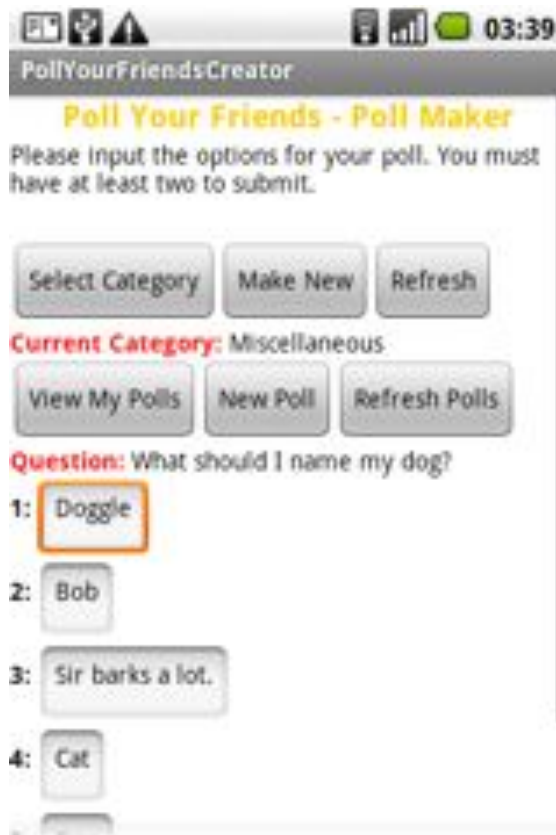 03:39
PollYourFriendsCreator
Poll Your Friends - Poll Maker
Please input the options for your poll. You must
have at least two to submit.
Select Category Make New Refresh
Current Category: Miscellaneous
View My Polls New Poll Refresh Polls
Question: What should I name my dog?
1: Doggle
2: Bob
3: Sir barks a lot.
4: Cat